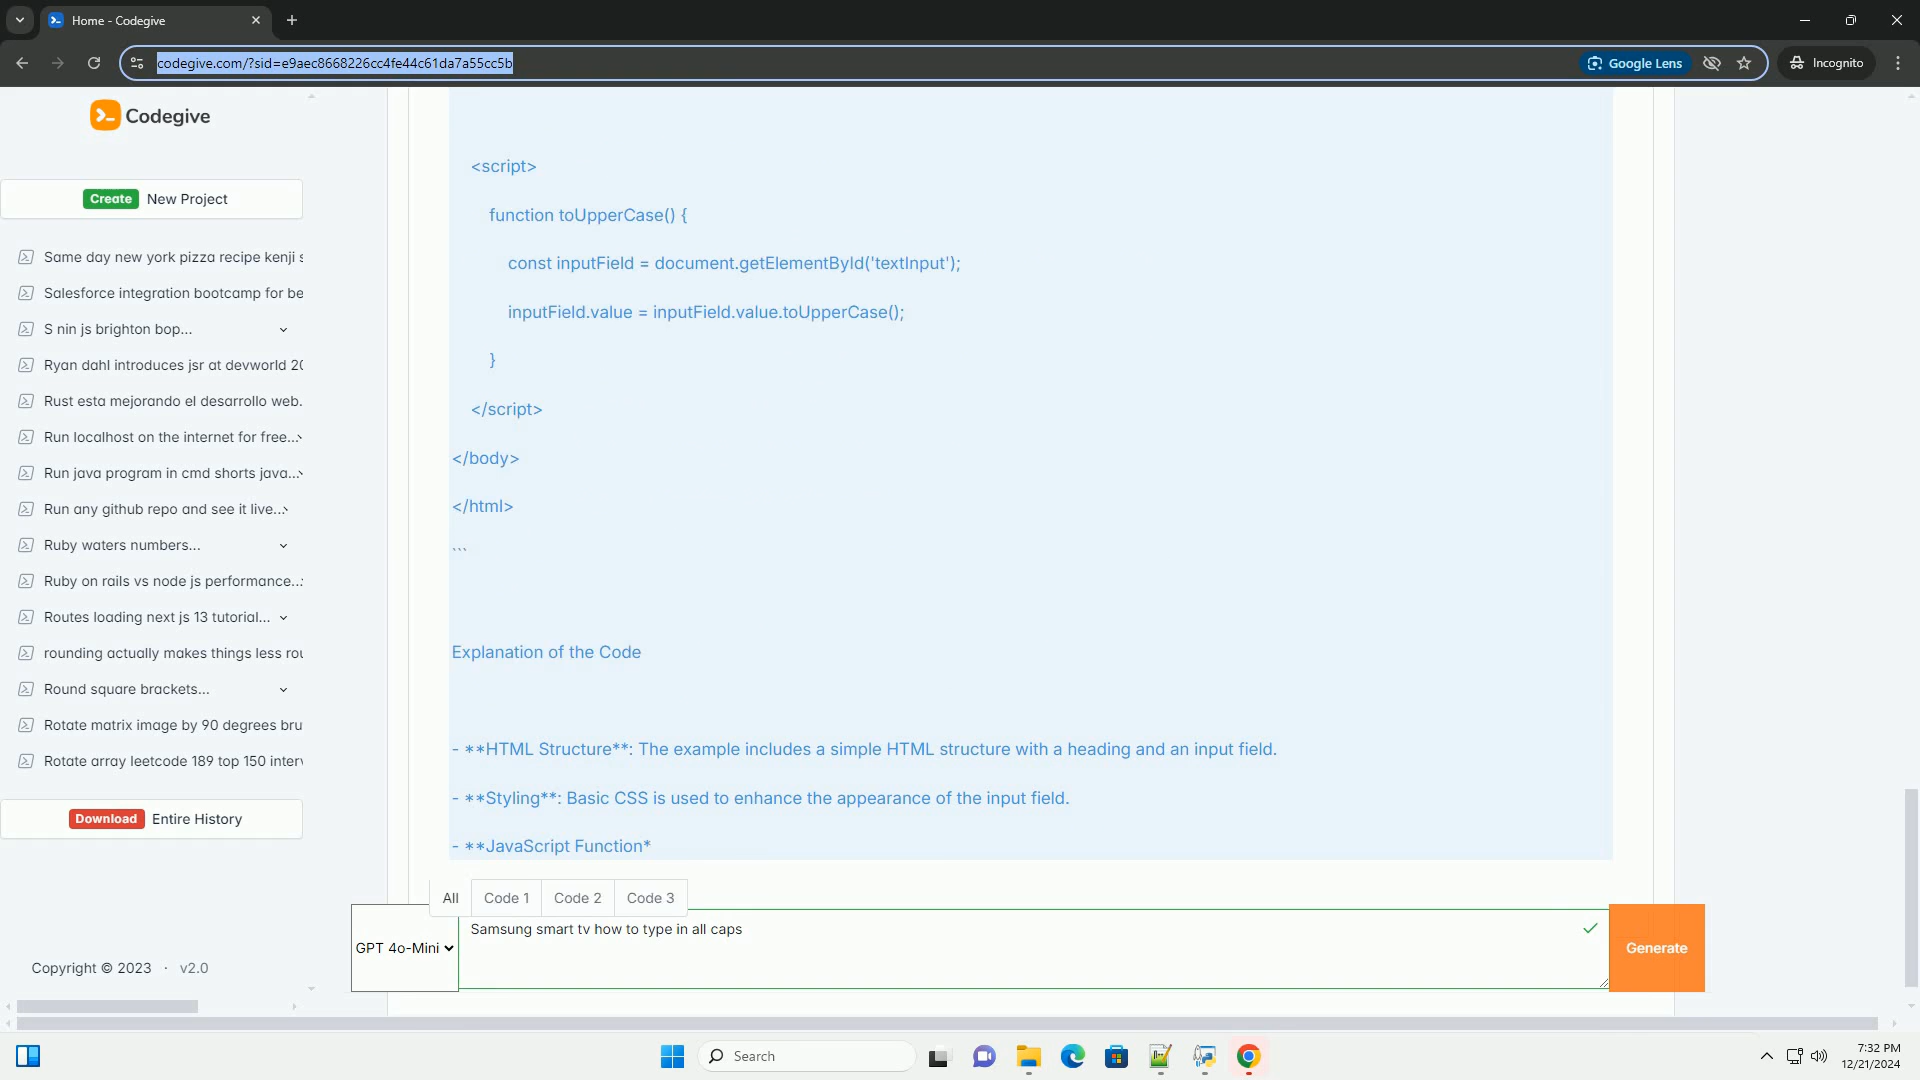 Home - Codegive
codegive.com/?sid=e9aec8668226cc4fe44c61da7a55cc5b
Google Lens
Incognito
Codegive
Create New Project
Same day new york pizza recipe kenji s
Salesforce integration bootcamp for be
S nin js brighton bop...
Ryan dahl introduces jsr at devworld 20
Rust esta mejorando el desarrollo web.
Run localhost on the internet for free...
Run java program in cmd shorts java...
Run any github repo and see it live...
Ruby waters numbers...
Ruby on rails vs node js performance...
Routes loading next js 13 tutorial...
rounding actually makes things less rou
Round square brackets...
Rotate matrix image by 90 degrees bru
Rotate array leetcode 189 top 150 interv
Download Entire History
Copyright © 2023 · v2.0
<script>
function toUpperCase() {
const inputField = document.getElementById('textInput');
inputField.value = inputField.value.toUpperCase();
}
</script>
</body>
</html>
```
Explanation of the Code
- **HTML Structure**: The example includes a simple HTML structure with a heading and an input field.
- **Styling**: Basic CSS is used to enhance the appearance of the input field.
- **JavaScript Function*
All
Code 1
Code 2
Code 3
GPT 4o-Mini
Samsung smart tv how to type in all caps
Generate
Search
7:32 PM
12/21/2024